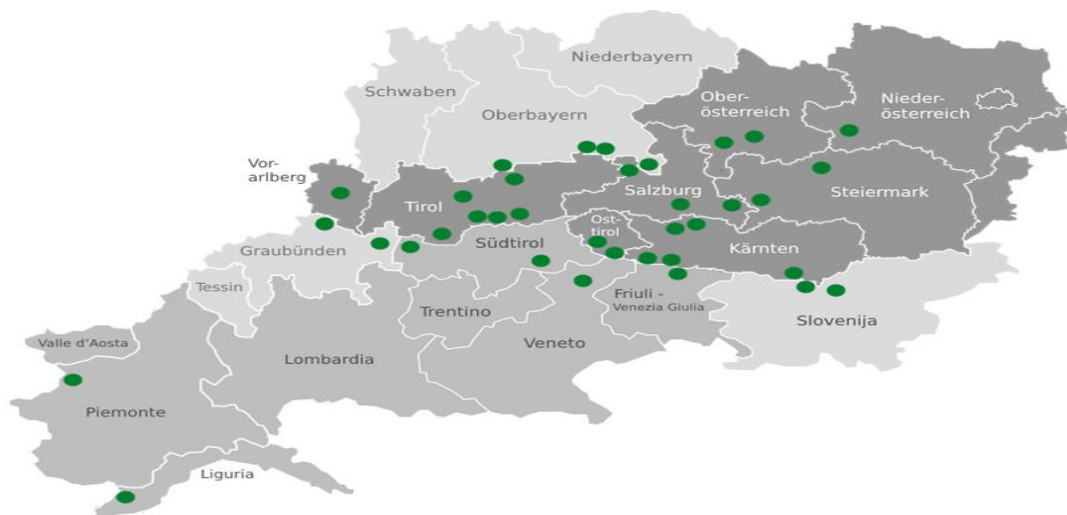 Niederbayern
Schwaben
Oberbayern
Ober-
österreich
Nieder-
österreich
Vor-
arlberg
Tirol
Salzburg
Steiermark
Ost-
tirol
Südtirol
Kärnten
Graubünden
Tessin
Trentino
Friuli -
Venezia Giulia
Slovenija
Valle d'Aosta
Lombardia
Veneto
Piemonte
Liguria